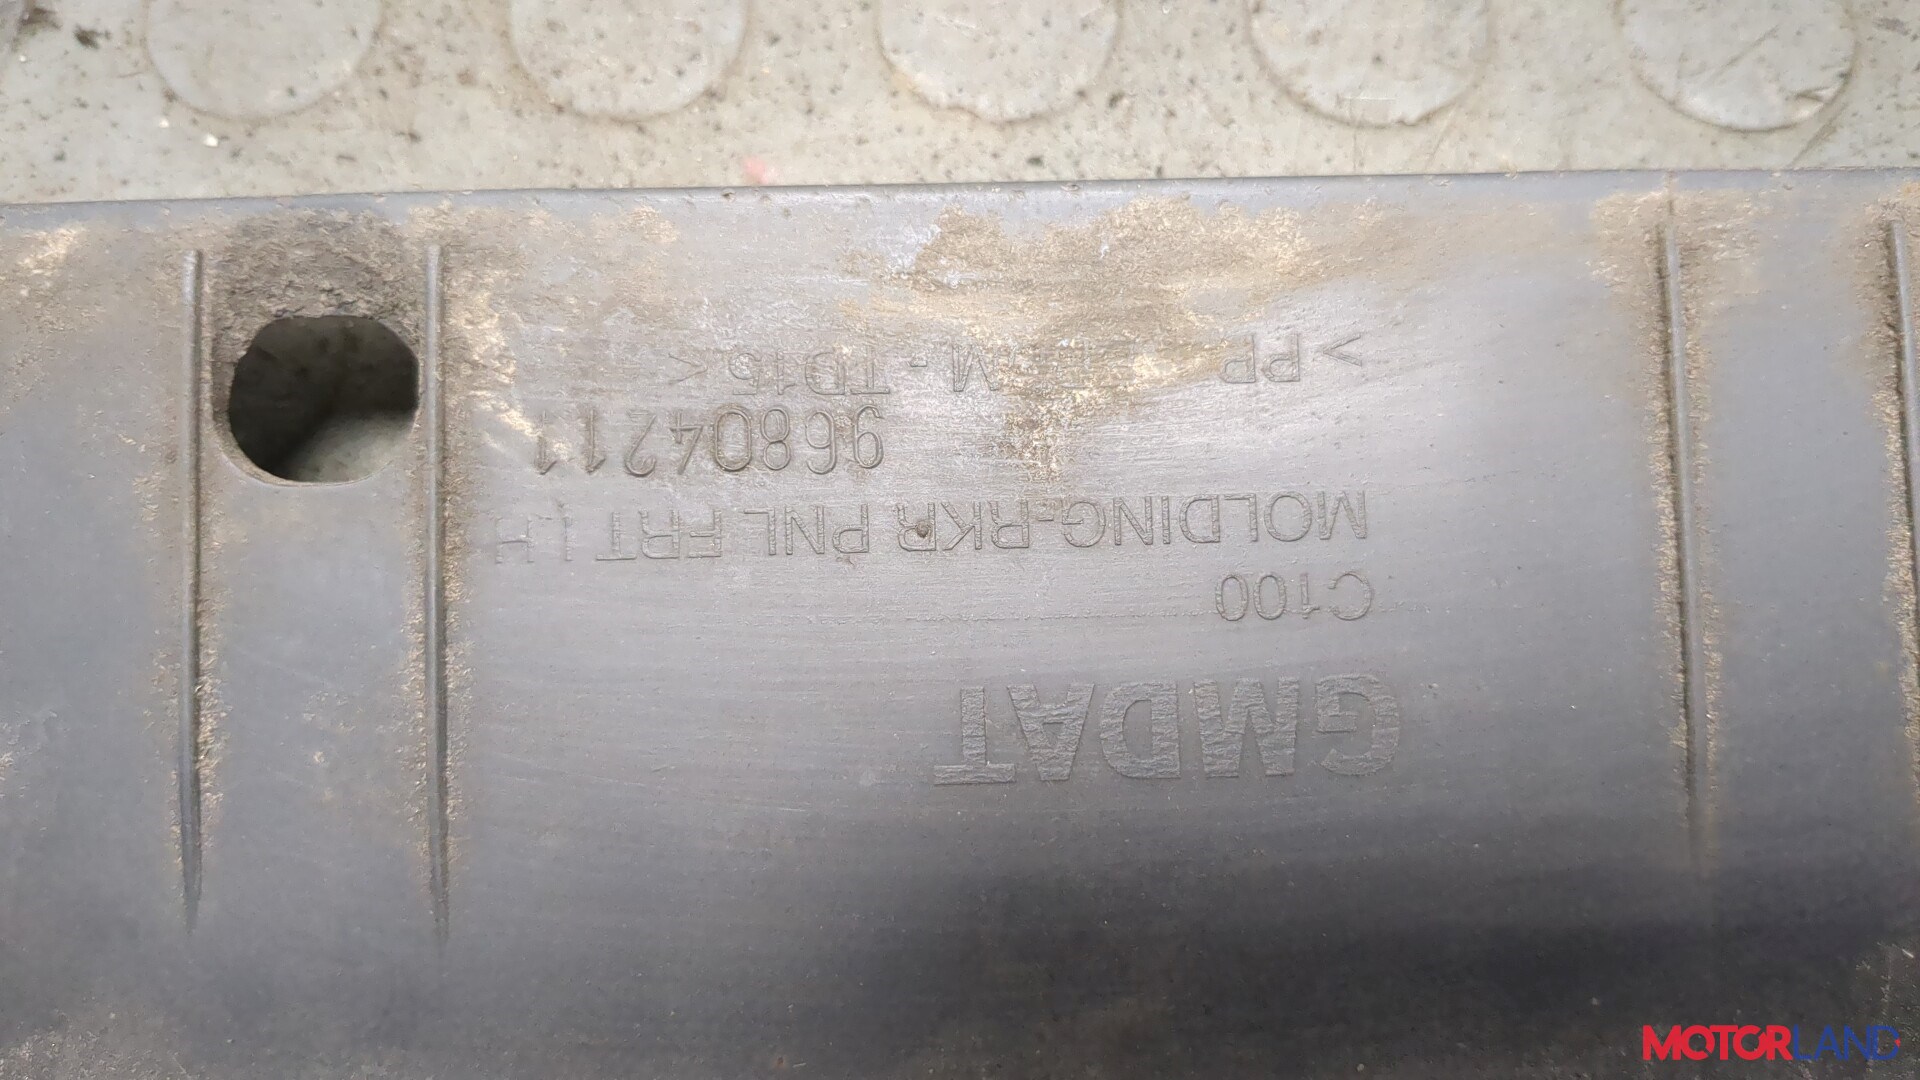 GMDAT
C100
MOLDING-RKR PNL FRT LH
96804211
>PP M-TD15<
MOTORLAND